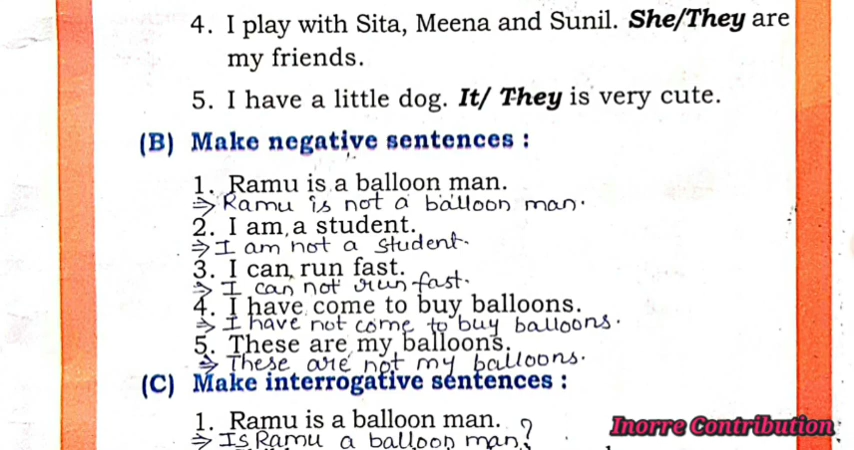 4. I play with Sita, Meena and Sunil. She/They are
my friends.
5. I have a little dog. It/ They is very cute.
(B) Make negative sentences :
1. Ramu is a balloon man.
⇒ Ramu is not a balloon man.
2. I am a student.
⇒ I am not a student.
3. I can run fast.
⇒ I can not run fast.
4. I have come to buy balloons.
⇒ I have not come to buy balloons.
5. These are my balloons.
⇒ These are not my balloons.
(C) Make interrogative sentences :
1. Ramu is a balloon man.
⇒ Is Ramu a balloon man?
Inorre Contribution